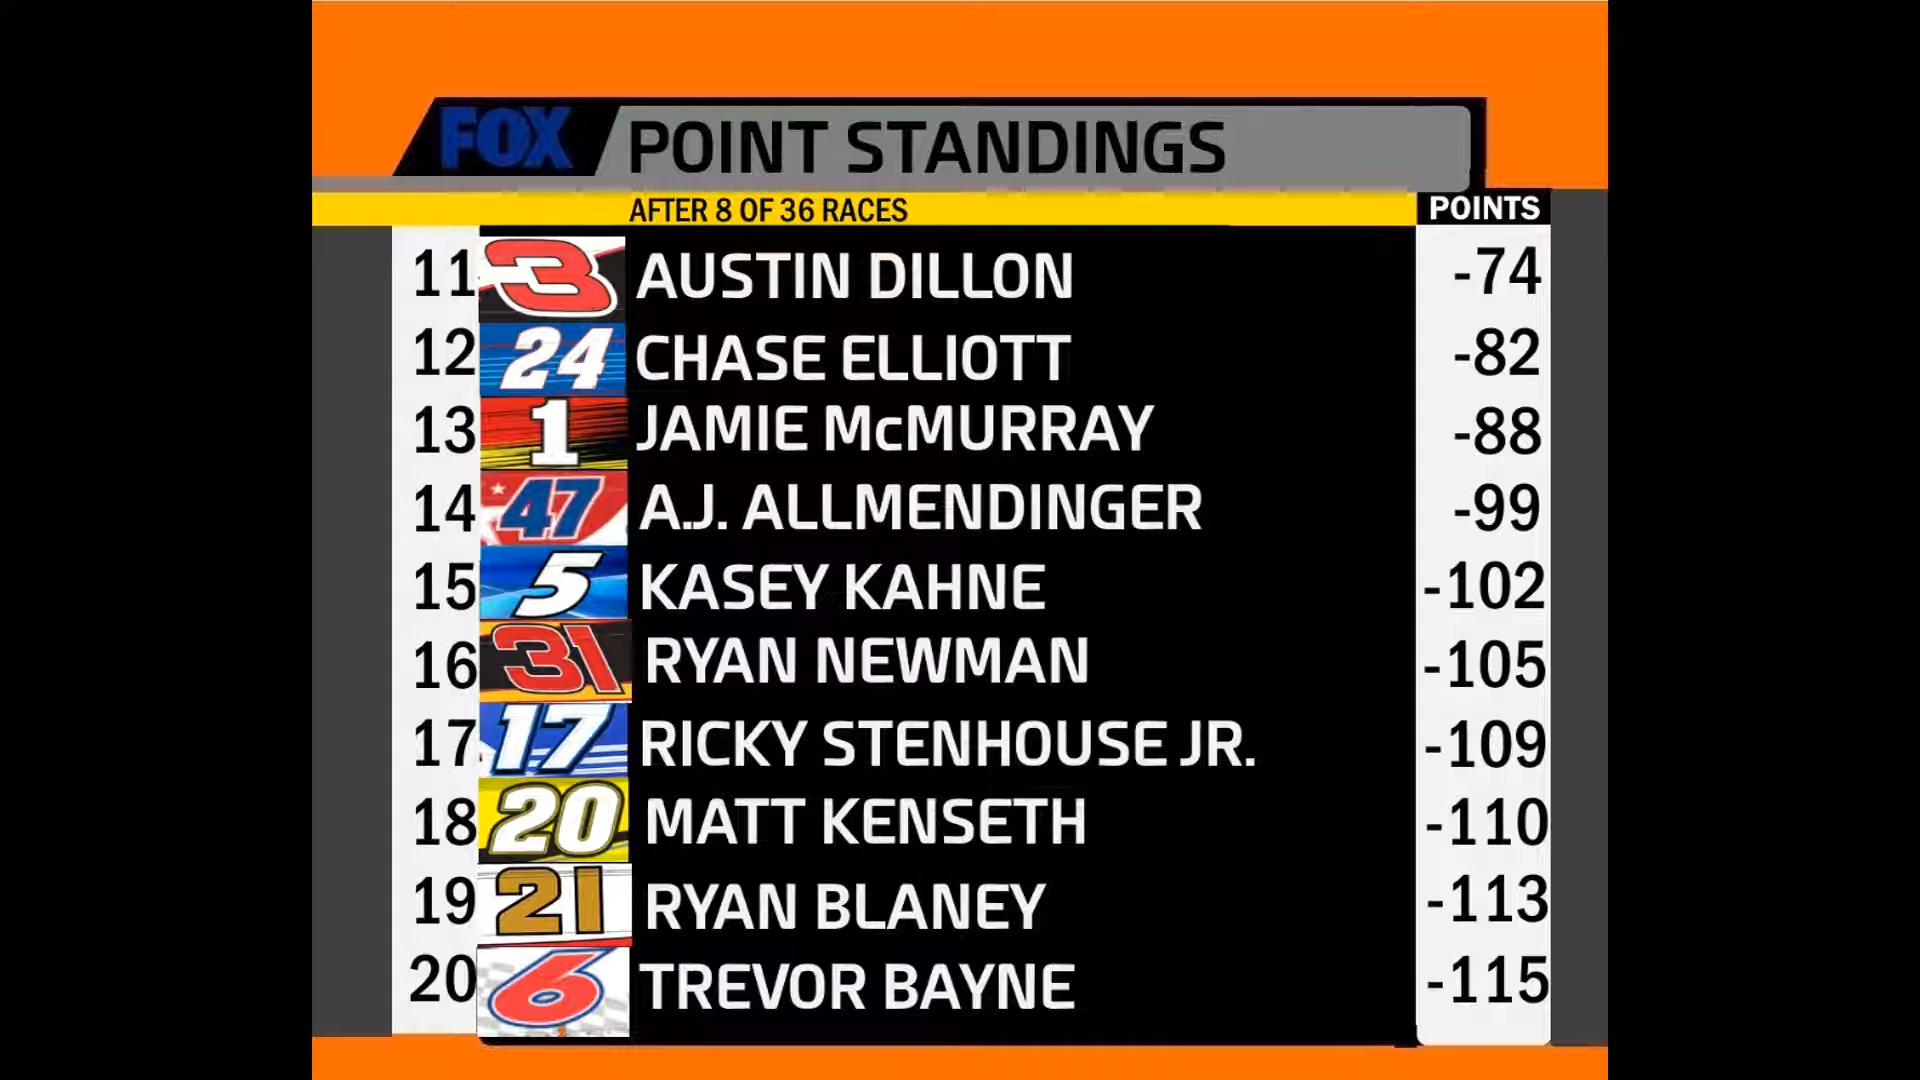 FOX POINT STANDINGS
AFTER 8 OF 36 RACES POINTS
11 3 AUSTIN DILLON -74
12 24 CHASE ELLIOTT -82
13 1 JAMIE McMURRAY -88
14 47 A.J. ALLMENDINGER -99
15 5 KASEY KAHNE -102
16 31 RYAN NEWMAN -105
17 17 RICKY STENHOUSE JR. -109
18 20 MATT KENSETH -110
19 21 RYAN BLANEY -113
20 6 TREVOR BAYNE -115